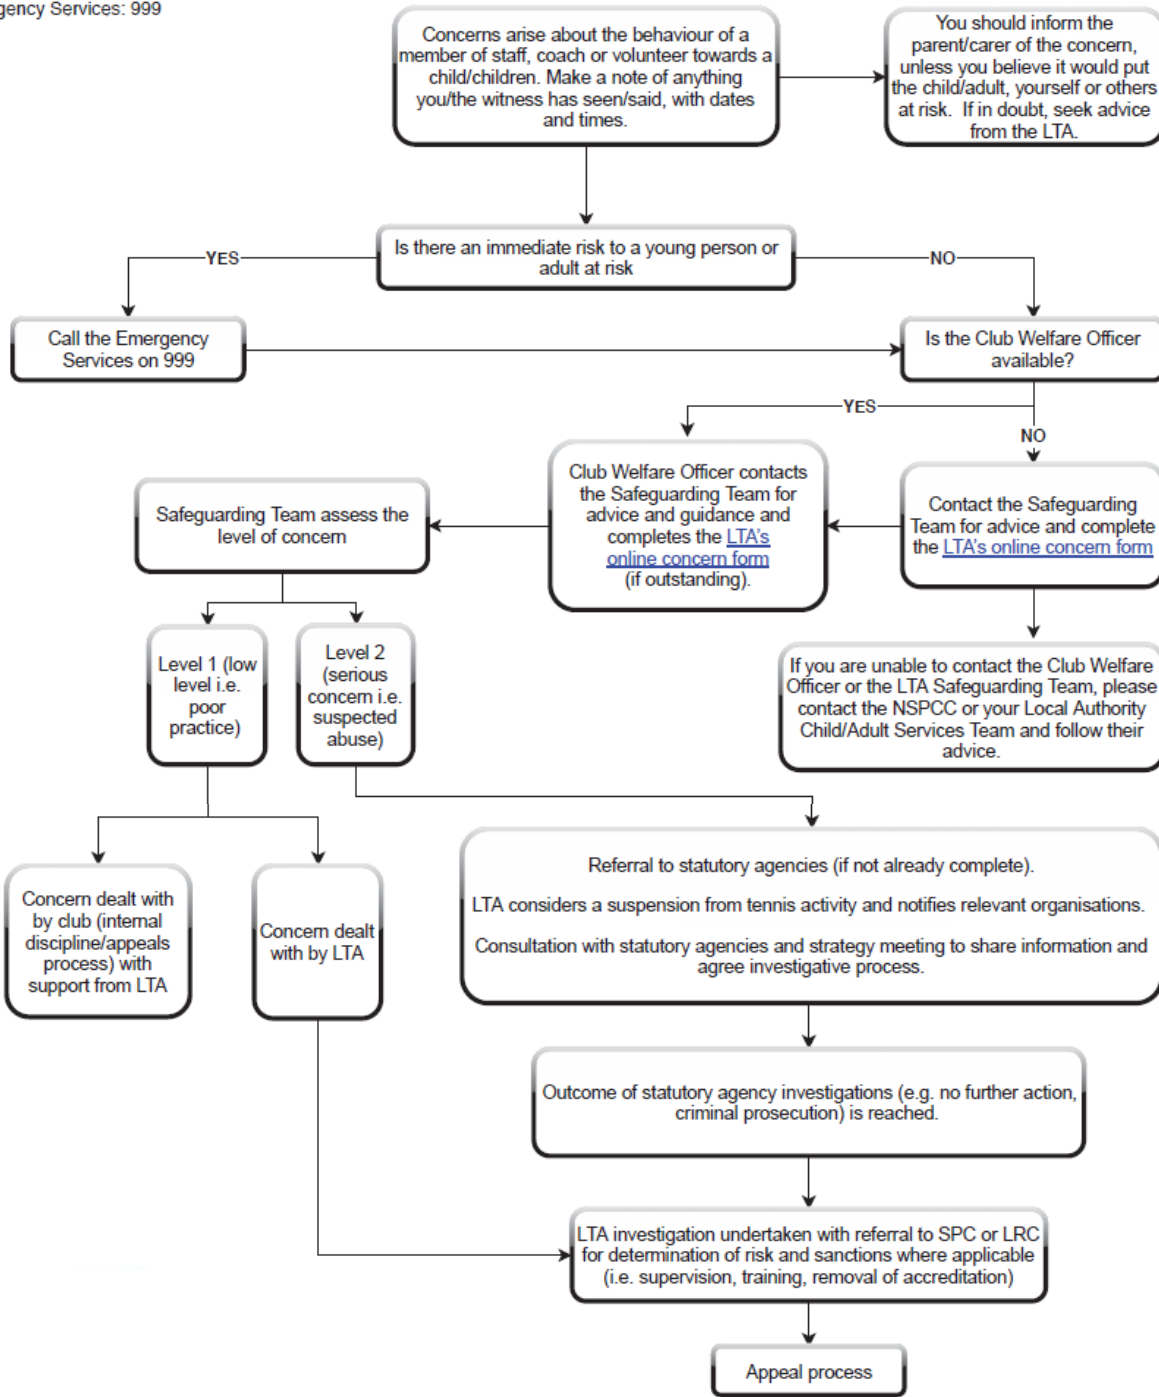 gency Services: 999
Concerns arise about the behaviour of a
member of staff, coach or volunteer towards a
child/children. Make a note of anything
you/the witness has seen/said, with dates
and times.
You should inform the
parent/carer of the concern,
unless you believe it would put
the child/adult, yourself or others
at risk. If in doubt, seek advice
from the LTA.
Is there an immediate risk to a young person or
adult at risk
YES
NO
Call the Emergency
Services on 999
Is the Club Welfare Officer
available?
YES
NO
Club Welfare Officer contacts
the Safeguarding Team for
advice and guidance and
completes the LTA's
online concern form
(if outstanding).
Contact the Safeguarding
Team for advice and complete
the LTA's online concern form
Safeguarding Team assess the
level of concern
Level 1 (low
level i.e.
poor
practice)
Level 2
(serious
concern i.e.
suspected
abuse)
If you are unable to contact the Club Welfare
Officer or the LTA Safeguarding Team, please
contact the NSPCC or your Local Authority
Child/Adult Services Team and follow their
advice.
Concern dealt with
by club (internal
discipline/appeals
process) with
support from LTA
Concern dealt
with by LTA
Referral to statutory agencies (if not already complete).
LTA considers a suspension from tennis activity and notifies relevant organisations.
Consultation with statutory agencies and strategy meeting to share information and
agree investigative process.
Outcome of statutory agency investigations (e.g. no further action,
criminal prosecution) is reached.
LTA investigation undertaken with referral to SPC or LRC
for determination of risk and sanctions where applicable
(i.e. supervision, training, removal of accreditation)
Appeal process